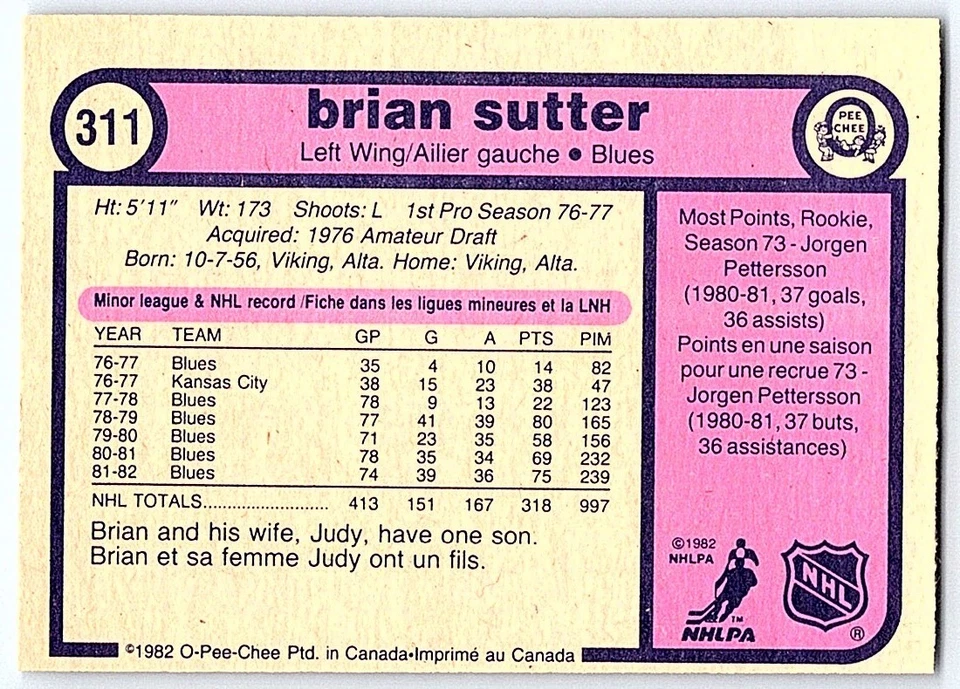 311
brian sutter
Left Wing/Ailier gauche • Blues
O
PEE
CHEE
Ht: 5'11" Wt: 173 Shoots: L 1st Pro Season 76-77
Acquired: 1976 Amateur Draft
Born: 10-7-56, Viking, Alta. Home: Viking, Alta.
Minor league & NHL record /Fiche dans les ligues mineures et la LNH
YEAR TEAM GP G A PTS PIM
76-77 Blues 35 4 10 14 82
76-77 Kansas City 38 15 23 38 47
77-78 Blues 78 9 13 22 123
78-79 Blues 77 41 39 80 165
79-80 Blues 71 23 35 58 156
80-81 Blues 78 35 34 69 232
81-82 Blues 74 39 36 75 239
NHL TOTALS........................... 413 151 167 318 997
Brian and his wife, Judy, have one son.
Brian et sa femme Judy ont un fils.
Most Points, Rookie,
Season 73 - Jorgen
Pettersson
(1980-81, 37 goals,
36 assists)
Points en une saison
pour une recrue 73 -
Jorgen Pettersson
(1980-81, 37 buts,
36 assistances)
©1982
NHLPA
TM
NHLPA
NHL
®
©1982 O-Pee-Chee Ptd. in Canada•Imprimé au Canada